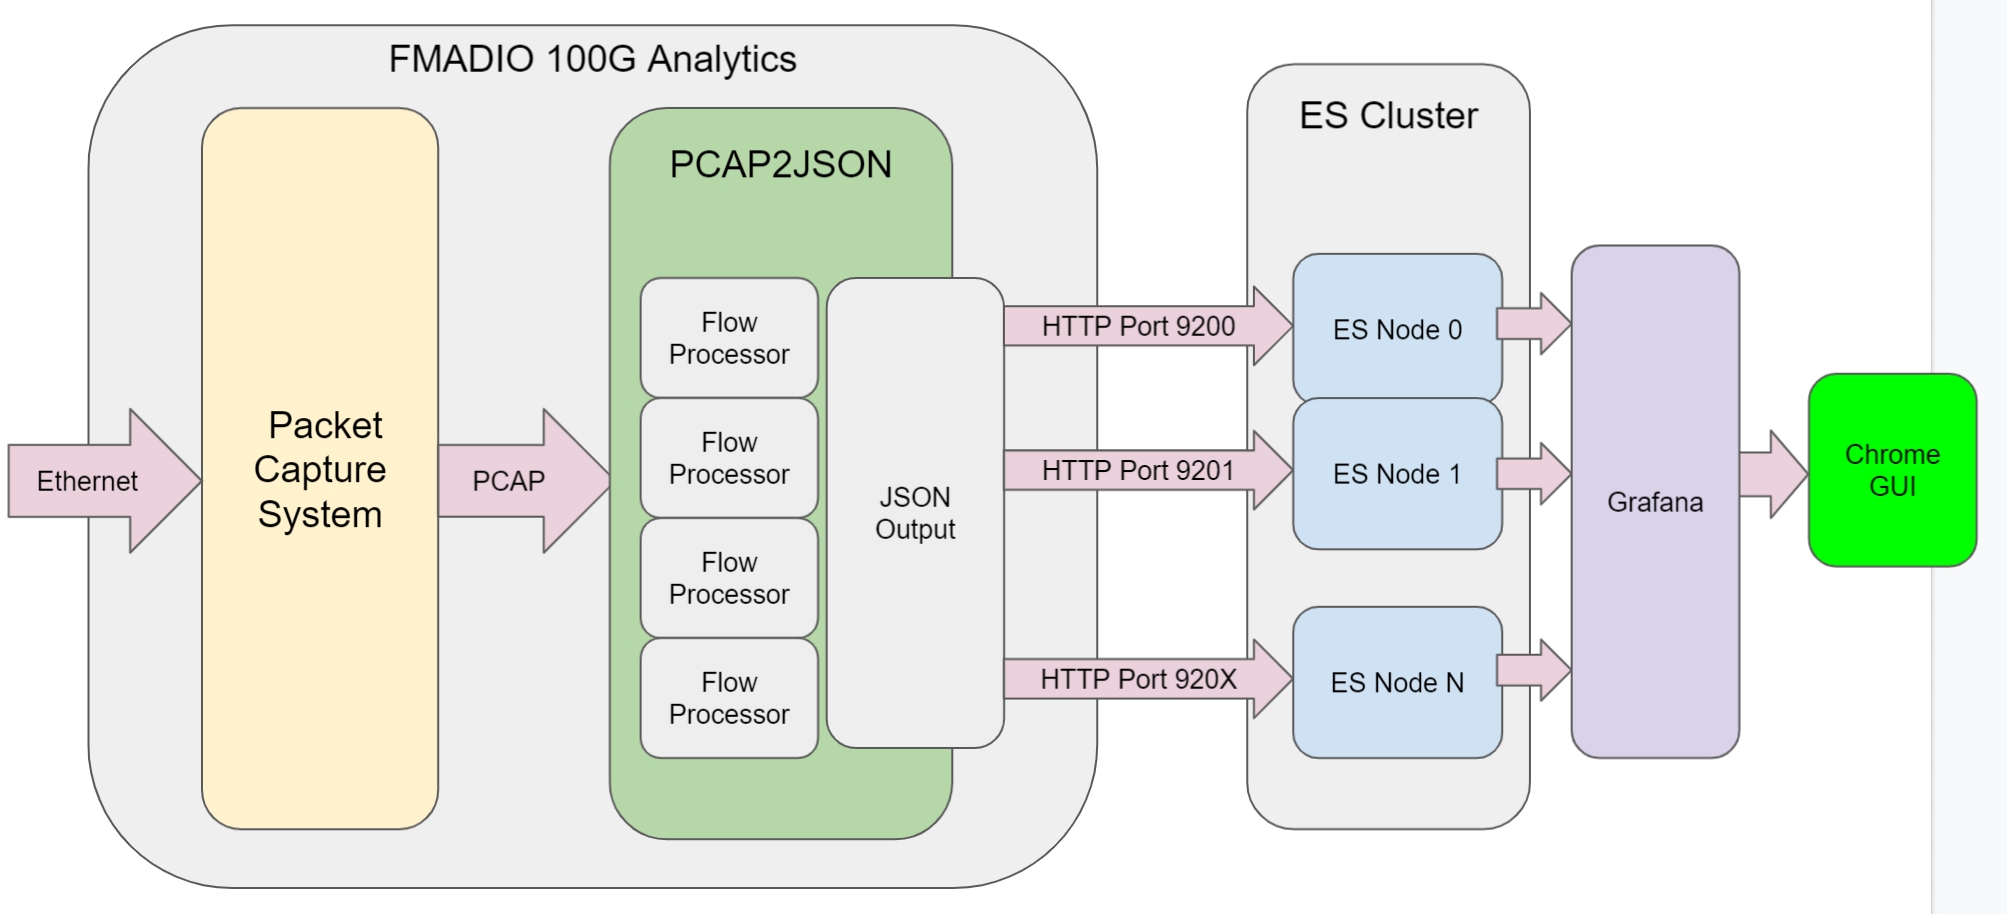 FMADIO 100G Analytics
Ethernet
Packet
Capture
System
PCAP
PCAP2JSON
Flow
Processor
Flow
Processor
Flow
Processor
Flow
Processor
JSON
Output
HTTP Port 9200
HTTP Port 9201
HTTP Port 920X
ES Cluster
ES Node 0
ES Node 1
ES Node N
Grafana
Chrome
GUI